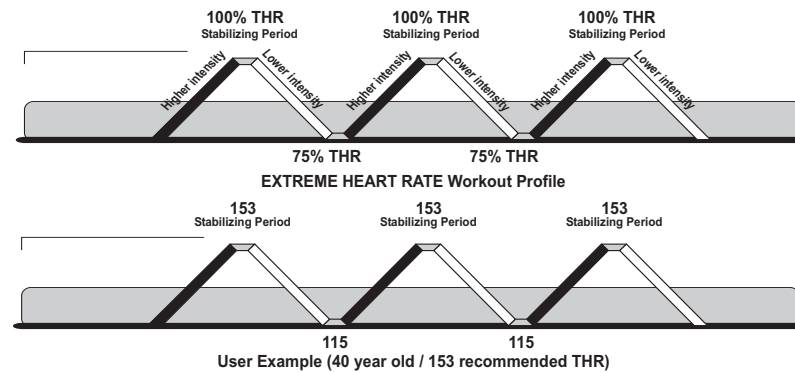 100% THR 100% THR 100% THR
Stabilizing Period Stabilizing Period Stabilizing Period
Higher intensity Lower intensity Higher intensity Lower intensity Higher intensity Lower intensity
75% THR 75% THR
EXTREME HEART RATE Workout Profile
153 153 153
Stabilizing Period Stabilizing Period Stabilizing Period
115 115
User Example (40 year old / 153 recommended THR)